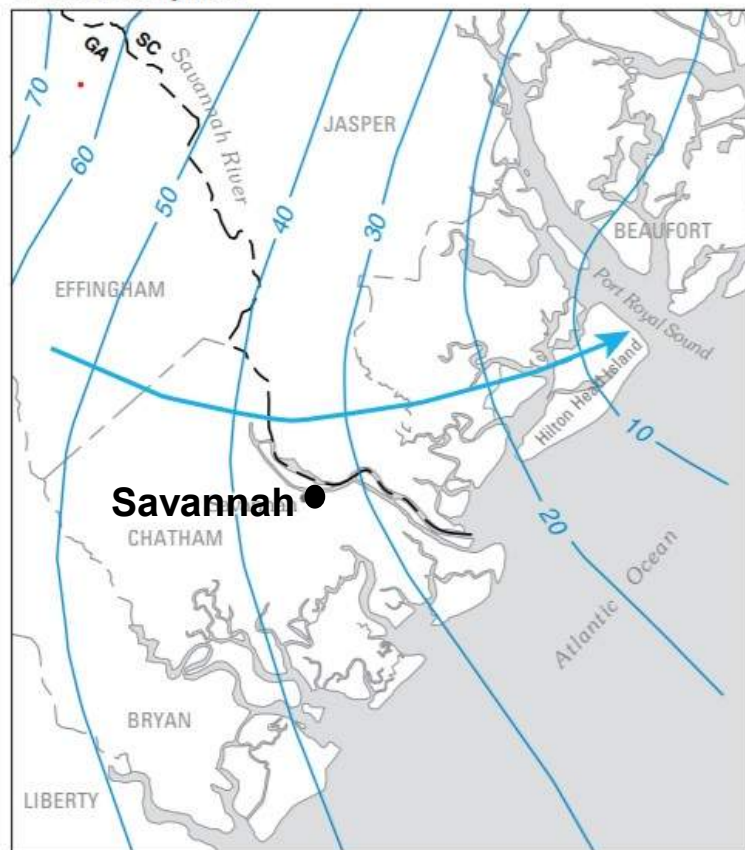 GA
SC
Savannah River
70
60
50
40
30
JASPER
BEAUFORT
EFFINGHAM
Port Royal Sound
Hilton Head Island
10
20
Savannah
CHATHAM
Atlantic Ocean
BRYAN
LIBERTY